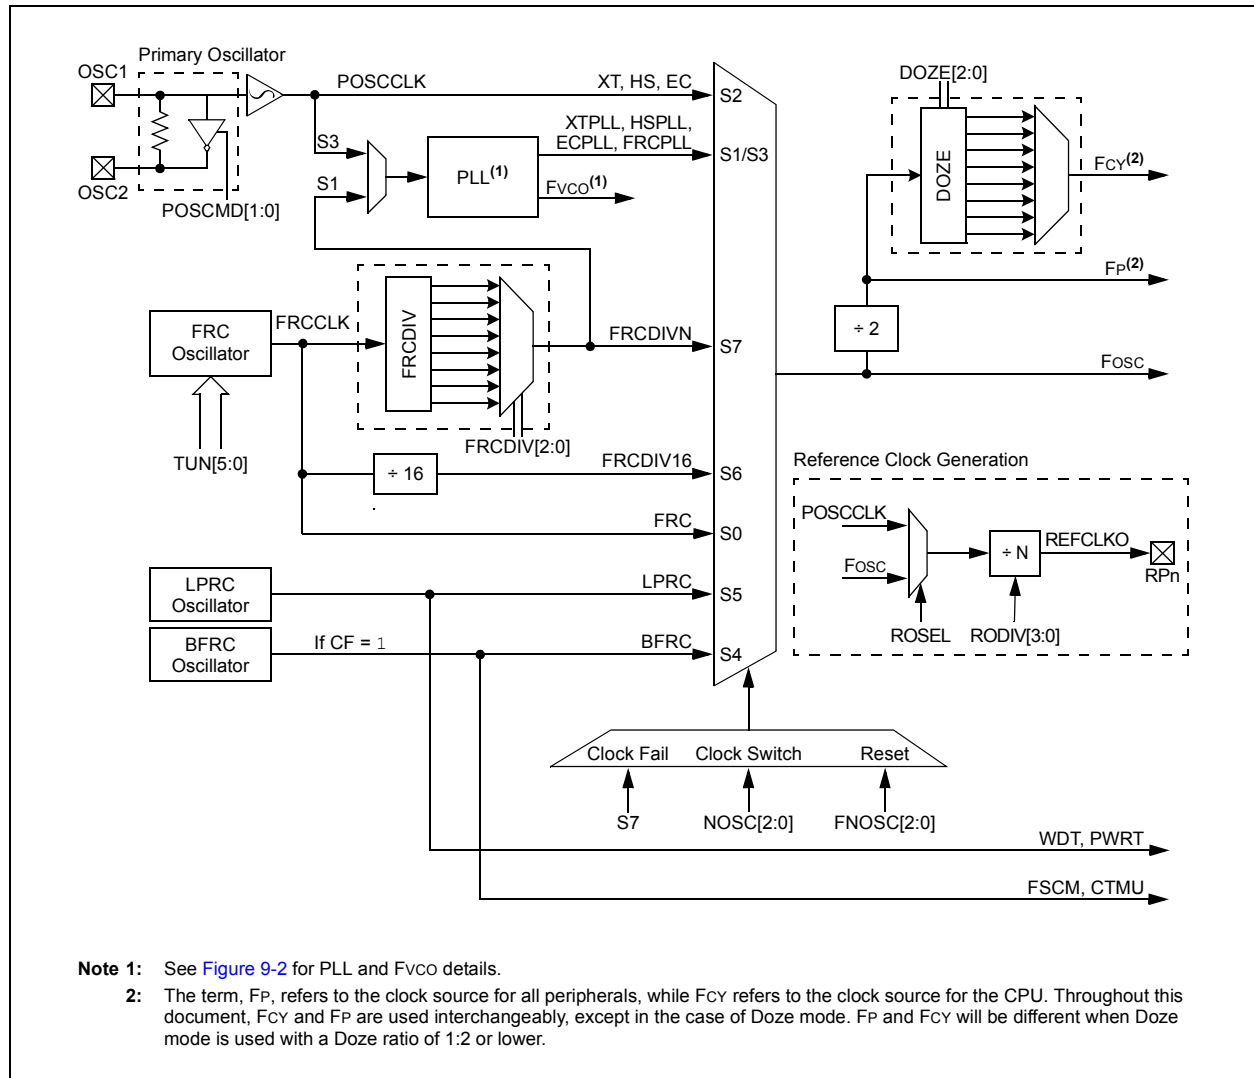 Primary Oscillator
OSC1
OSC2
POSCMD[1:0]
POSCCLK
XT, HS, EC
S2
S3
S1
PLL(1)
XTPLL, HSPLL,
ECPLL, FRCPLL
S1/S3
FVCO(1)
FRC
Oscillator
TUN[5:0]
FRCCLK
FRCDIV
FRCDIV[2:0]
FRCDIVN
S7
÷ 16
FRCDIV16
S6
FRC
S0
LPRC
Oscillator
LPRC
S5
BFRC
Oscillator
If CF = 1
BFRC
S4
DOZE[2:0]
DOZE
FCY(2)
FP(2)
÷ 2
FOSC
Reference Clock Generation
POSCCLK
FOSC
÷ N
REFCLKO
RPn
ROSEL
RODIV[3:0]
Clock Fail
Clock Switch
Reset
S7
NOSC[2:0]
FNOSC[2:0]
WDT, PWRT
FSCM, CTMU
Note 1: See Figure 9-2 for PLL and FVCO details.
2: The term, FP, refers to the clock source for all peripherals, while FCY refers to the clock source for the CPU. Throughout this
document, FCY and FP are used interchangeably, except in the case of Doze mode. FP and FCY will be different when Doze
mode is used with a Doze ratio of 1:2 or lower.